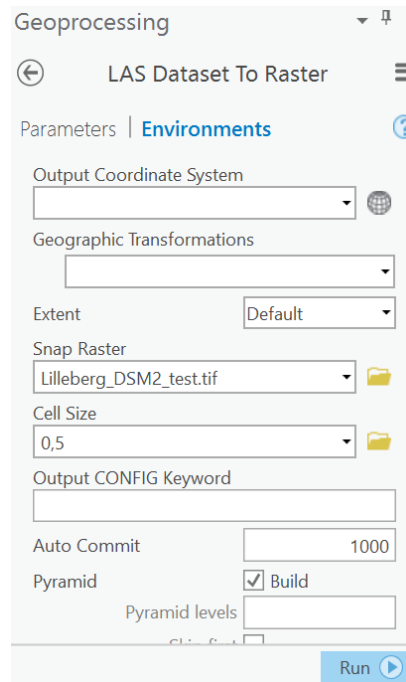 Geoprocessing
LAS Dataset To Raster
Parameters | Environments
Output Coordinate System
Geographic Transformations
Extent Default
Snap Raster
Lilleberg_DSM2_test.tif
Cell Size
0,5
Output CONFIG Keyword
Auto Commit 1000
Pyramid Build
Pyramid levels
Run